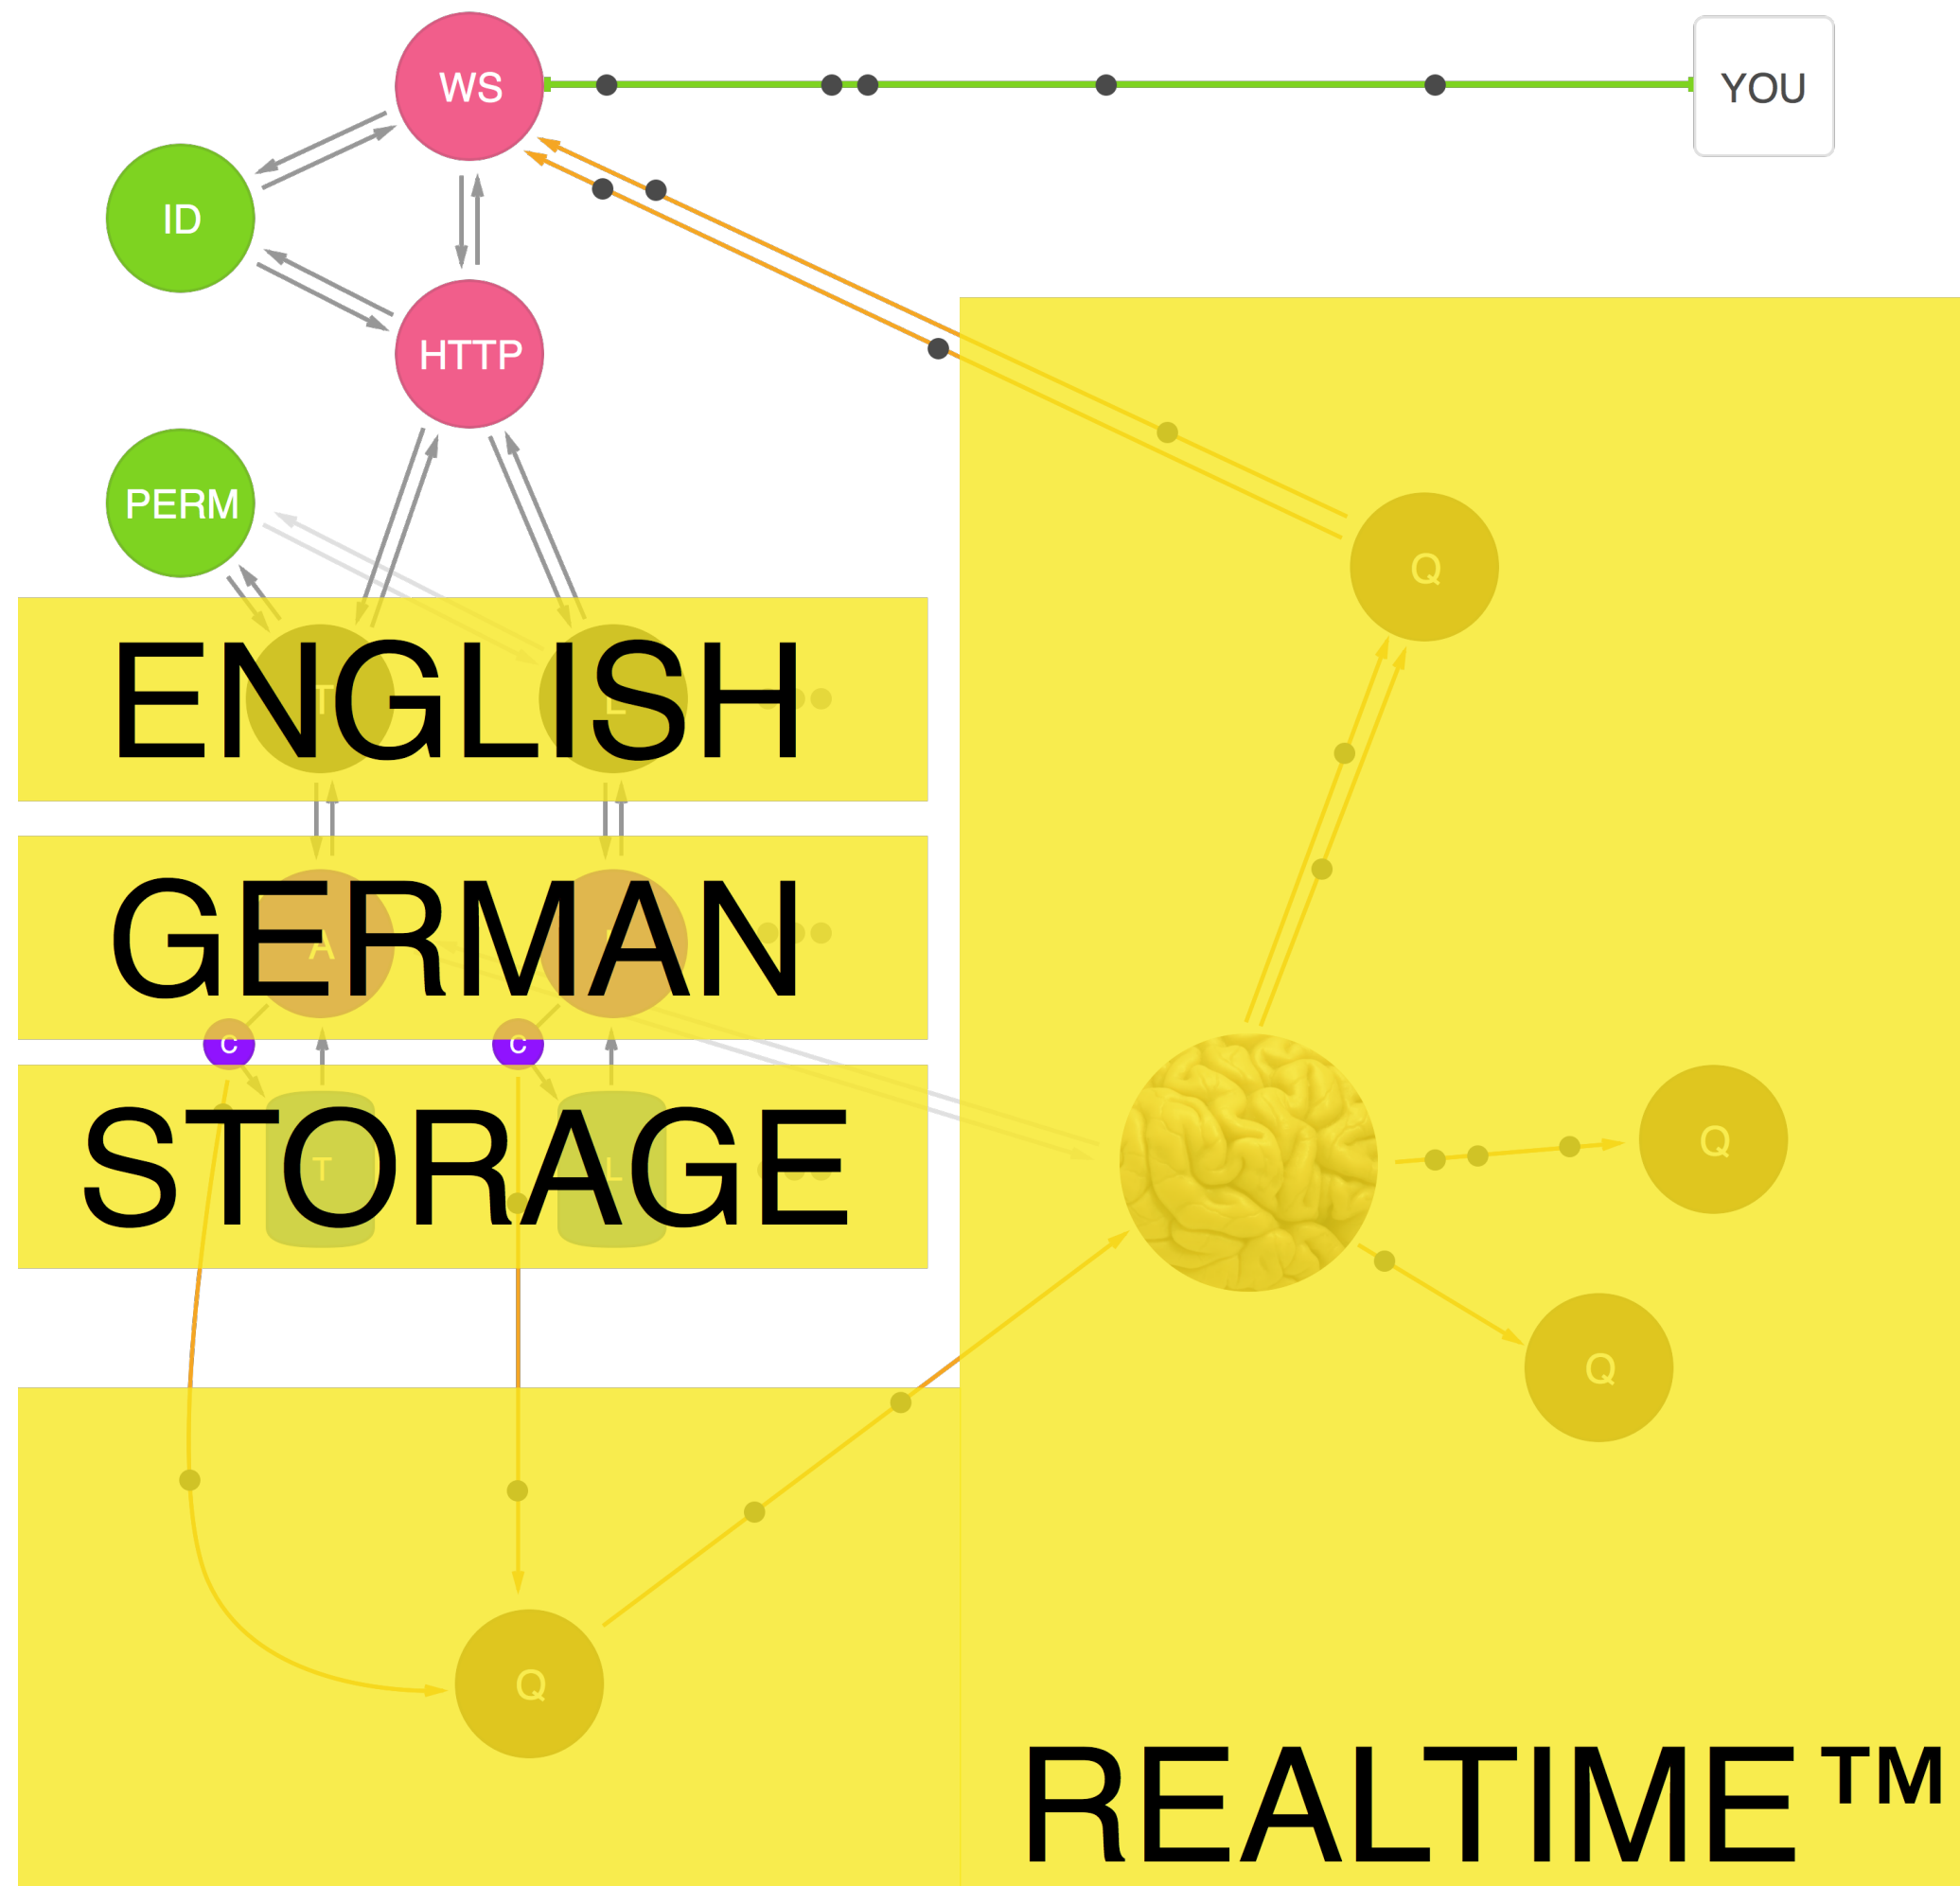 WS
YOU
ID
HTTP
PERM
Q
T L
ENGLISH
A
GERMAN
C C
Q
T L
STORAGE
Q
Q
REALTIME™